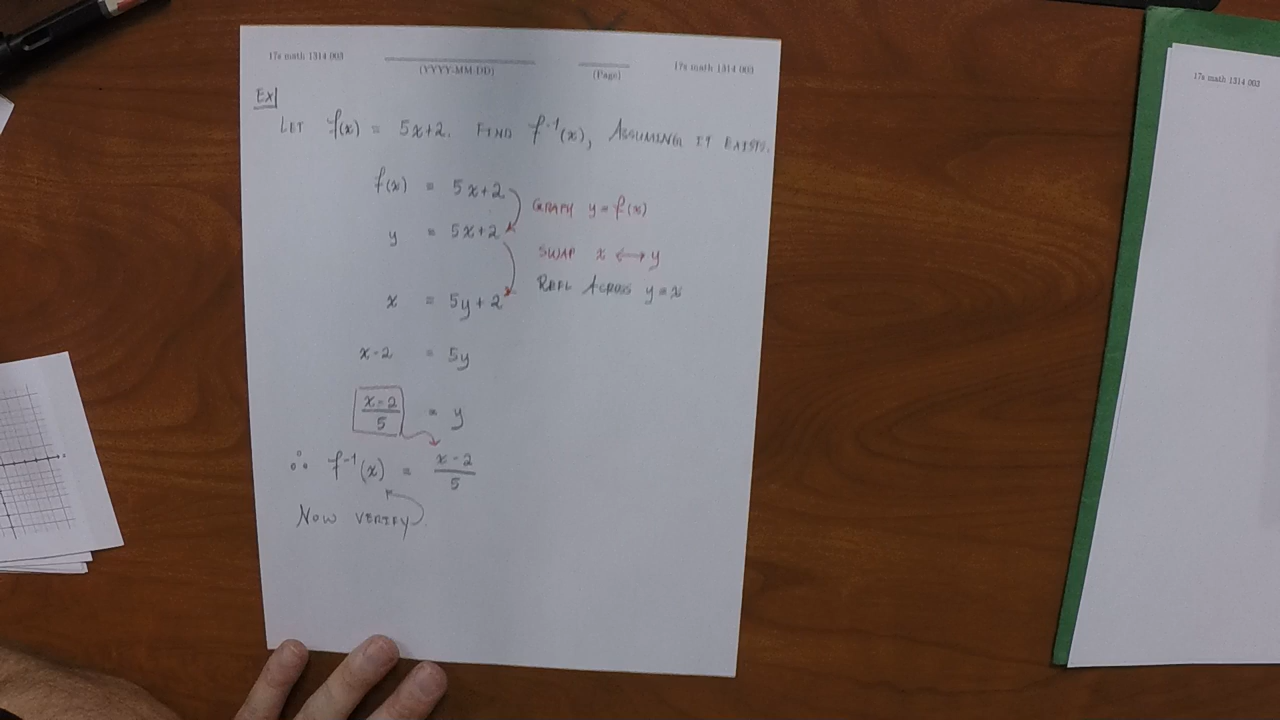 17s math 1314 003
(YYYY-MM-DD)
(Page)
17s math 1314 003
Ex
LET f(x) = 5x+2. FIND f⁻¹(x), ASSUMING IT EXISTS.
f(x) = 5x+2
GRAPH y = f(x)
y = 5x+2
SWAP x ↔ y
REFL ACROSS y = x
x = 5y + 2
x-2 = 5y
x-2/5 = y
∴ f⁻¹(x) = x-2/5
NOW VERIFY
17s math 1314 003